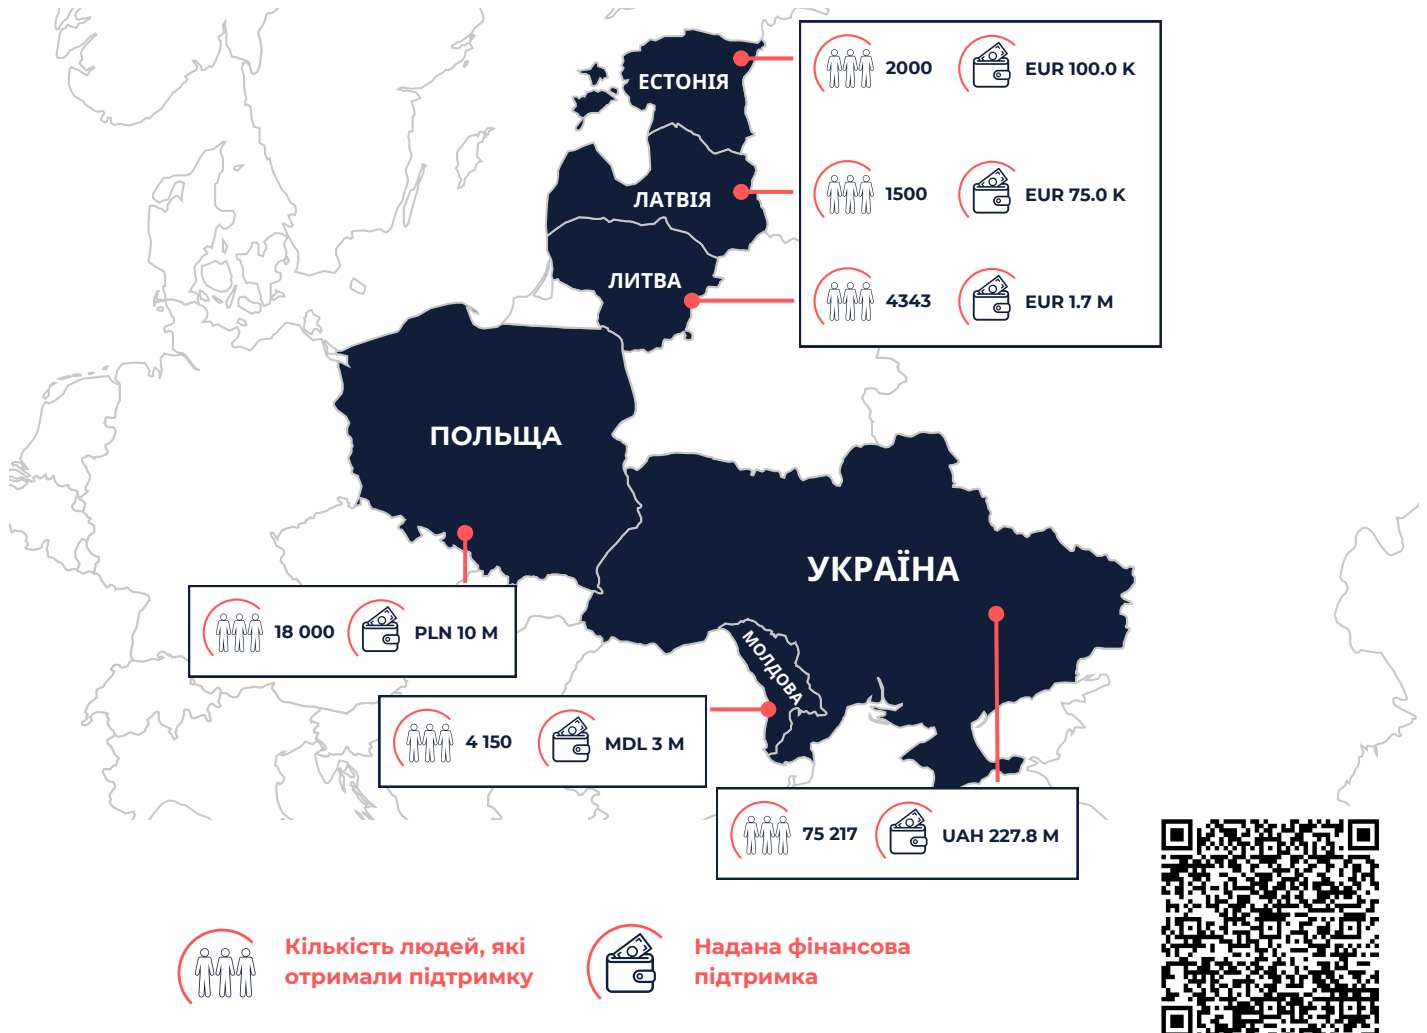 ЕСТОНІЯ
2000
EUR 100.0 K
ЛАТВІЯ
1500
EUR 75.0 K
ЛИТВА
4343
EUR 1.7 M
ПОЛЬЩА
18 000
PLN 10 M
УКРАЇНА
МОЛДОВА
4 150
MDL 3 M
75 217
UAH 227.8 M
Кількість людей, які
отримали підтримку
Надана фінансова
підтримка